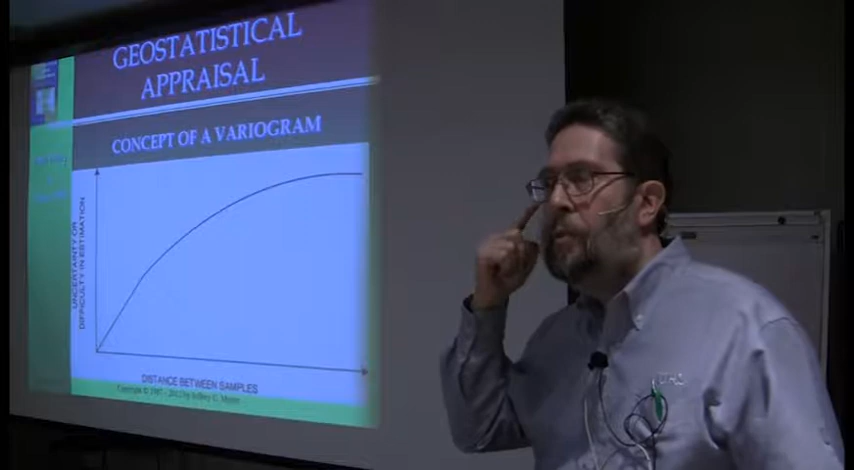 GEOSTATISTICAL
APPRAISAL
CONCEPT OF A VARIOGRAM
UNCERTAINTY OR
DIFFICULTY IN ESTIMATION
DISTANCE BETWEEN SAMPLES